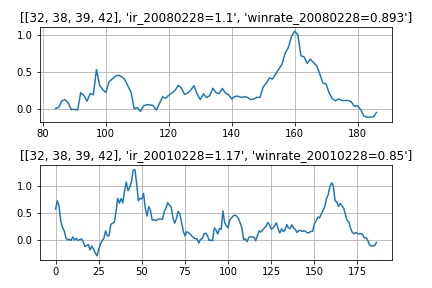 [[32, 38, 39, 42], 'ir_20080228=1.1', 'winrate_20080228=0.893']
1.0
0.5
0.0
80 100 120 140 160 180
[[32, 38, 39, 42], 'ir_20010228=1.17', 'winrate_20010228=0.85']
1.0
0.5
0.0
0 25 50 75 100 125 150 175